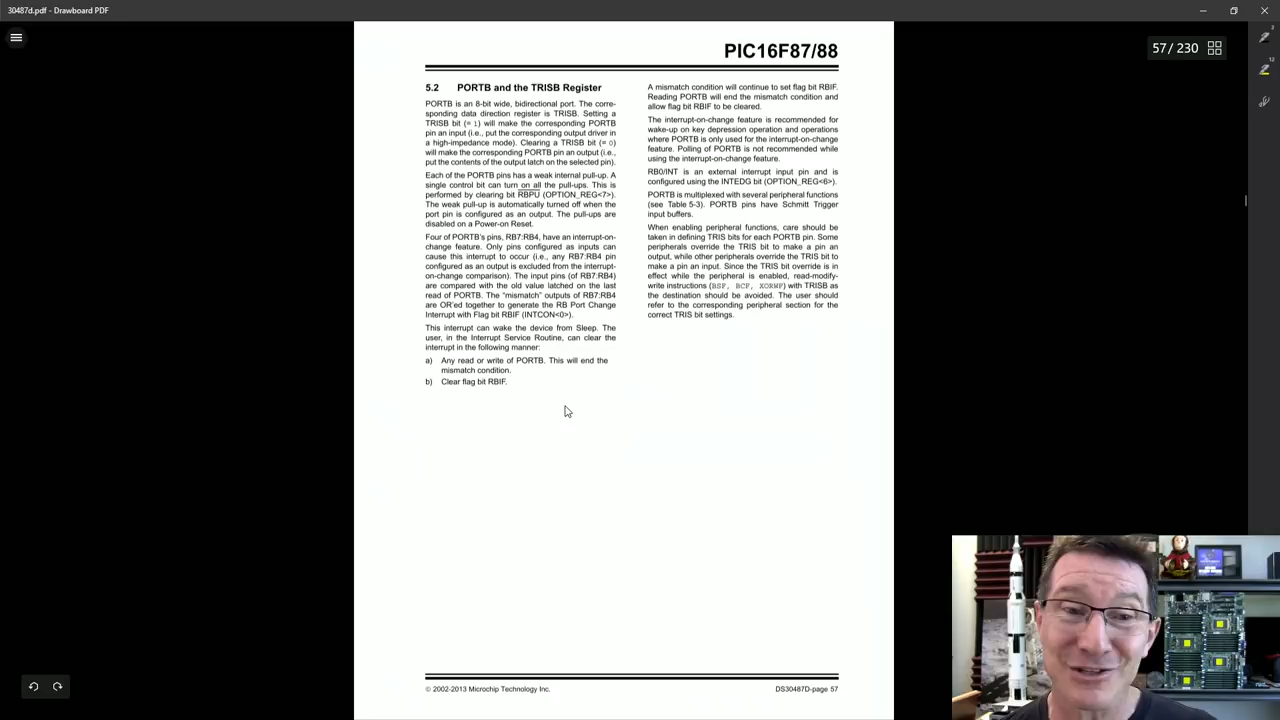 30487d.pdf - Drawboard PDF
57 / 230
PIC16F87/88
5.2 PORTB and the TRISB Register
PORTB is an 8-bit wide, bidirectional port. The corre-
sponding data direction register is TRISB. Setting a
TRISB bit (= 1) will make the corresponding PORTB
pin an input (i.e., put the corresponding output driver in
a high-impedance mode). Clearing a TRISB bit (= 0)
will make the corresponding PORTB pin an output (i.e.,
put the contents of the output latch on the selected pin).
Each of the PORTB pins has a weak internal pull-up. A
single control bit can turn on all the pull-ups. This is
performed by clearing bit RBPU (OPTION_REG<7>).
The weak pull-up is automatically turned off when the
port pin is configured as an output. The pull-ups are
disabled on a Power-on Reset.
Four of PORTB's pins, RB7:RB4, have an interrupt-on-
change feature. Only pins configured as inputs can
cause this interrupt to occur (i.e., any RB7:RB4 pin
configured as an output is excluded from the interrupt-
on-change comparison). The input pins (of RB7:RB4)
are compared with the old value latched on the last
read of PORTB. The "mismatch" outputs of RB7:RB4
are OR'ed together to generate the RB Port Change
Interrupt with Flag bit RBIF (INTCON<0>).
This interrupt can wake the device from Sleep. The
user, in the Interrupt Service Routine, can clear the
interrupt in the following manner:
a) Any read or write of PORTB. This will end the
mismatch condition.
b) Clear flag bit RBIF.
A mismatch condition will continue to set flag bit RBIF.
Reading PORTB will end the mismatch condition and
allow flag bit RBIF to be cleared.
The interrupt-on-change feature is recommended for
wake-up on key depression operation and operations
where PORTB is only used for the interrupt-on-change
feature. Polling of PORTB is not recommended while
using the interrupt-on-change feature.
RB0/INT is an external interrupt input pin and is
configured using the INTEDG bit (OPTION_REG<6>).
PORTB is multiplexed with several peripheral functions
(see Table 5-3). PORTB pins have Schmitt Trigger
input buffers.
When enabling peripheral functions, care should be
taken in defining TRIS bits for each PORTB pin. Some
peripherals override the TRIS bit to make a pin an
output, while other peripherals override the TRIS bit to
make a pin an input. Since the TRIS bit override is in
effect while the peripheral is enabled, read-modify-
write instructions (BSF, BCF, XORWF) with TRISB as
the destination should be avoided. The user should
refer to the corresponding peripheral section for the
correct TRIS bit settings.
© 2002-2013 Microchip Technology Inc.
DS30487D-page 57